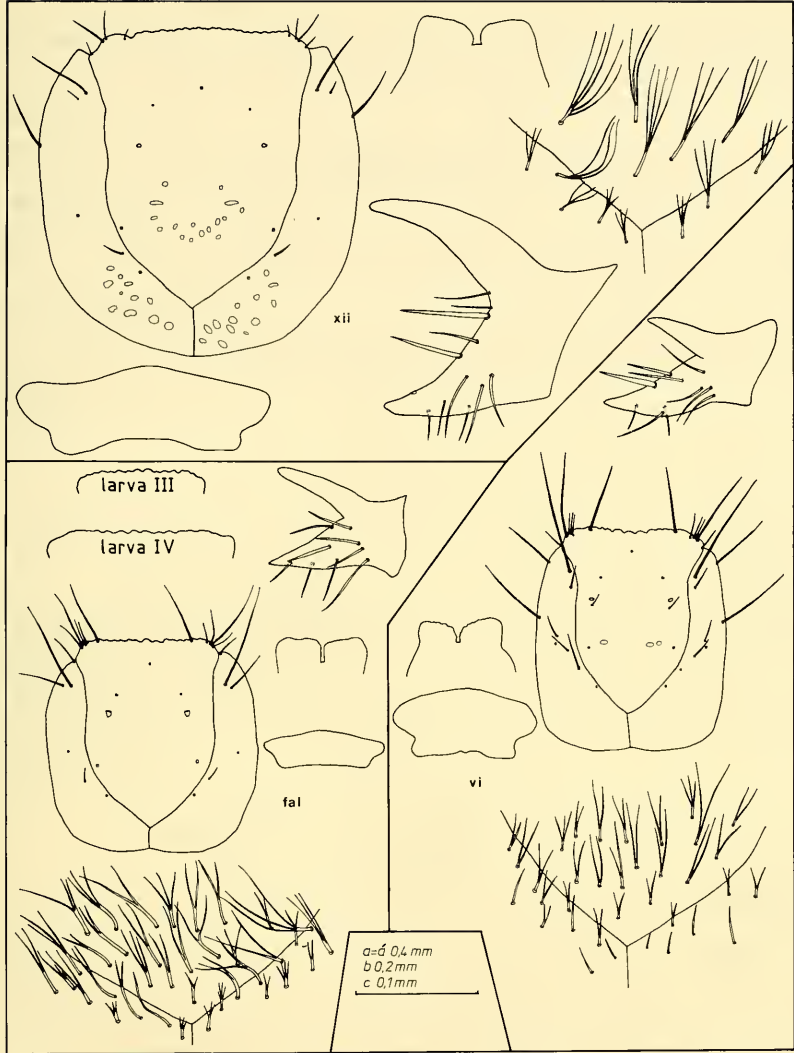 xii
larva III
larva IV
fal
vi
a=á 0,4 mm
b 0,2 mm
c 0,1 mm